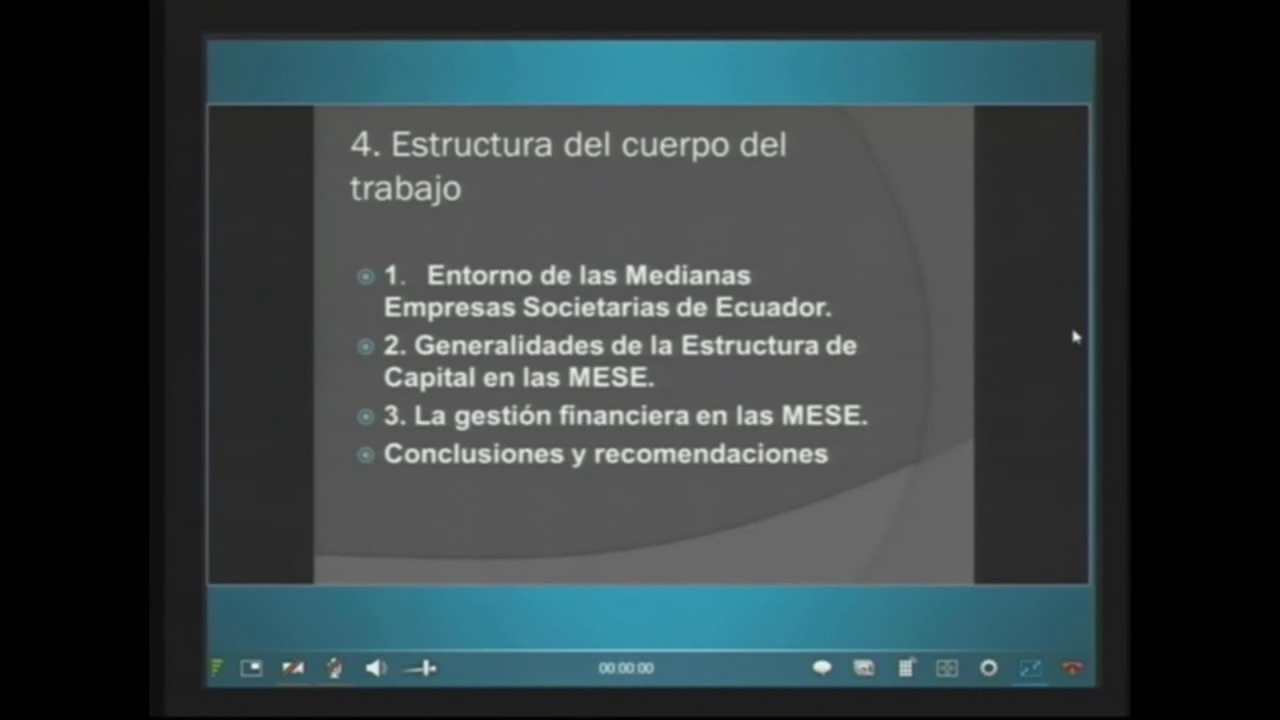 4. Estructura del cuerpo del
trabajo
1. Entorno de las Medianas
Empresas Societarias de Ecuador.
2. Generalidades de la Estructura de
Capital en las MESE.
3. La gestión financiera en las MESE.
Conclusiones y recomendaciones
00:00:00